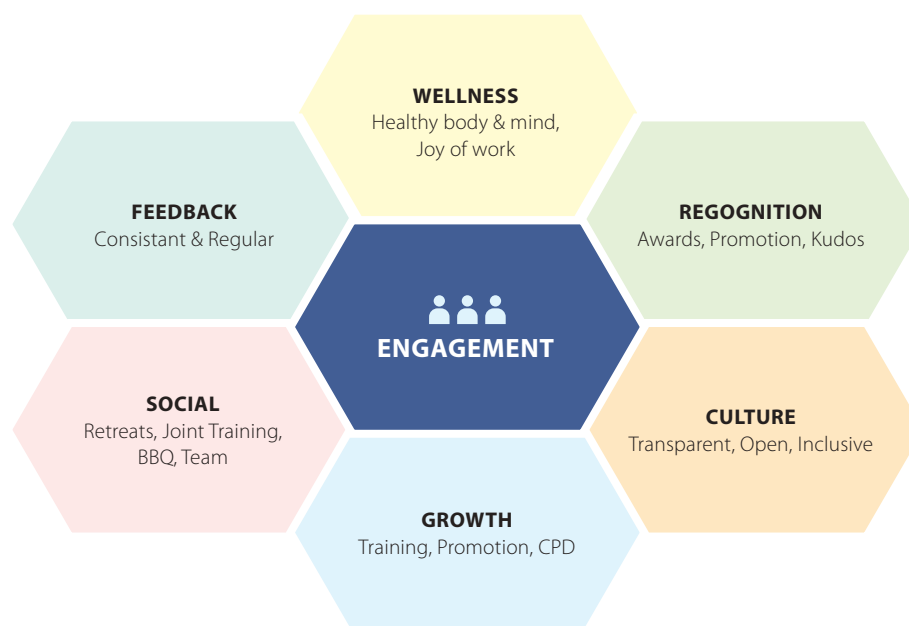 WELLNESS
Healthy body & mind,
Joy of work
FEEDBACK
Consistant & Regular
REGOGNITION
Awards, Promotion, Kudos
ENGAGEMENT
SOCIAL
Retreats, Joint Training,
BBQ, Team
CULTURE
Transparent, Open, Inclusive
GROWTH
Training, Promotion, CPD